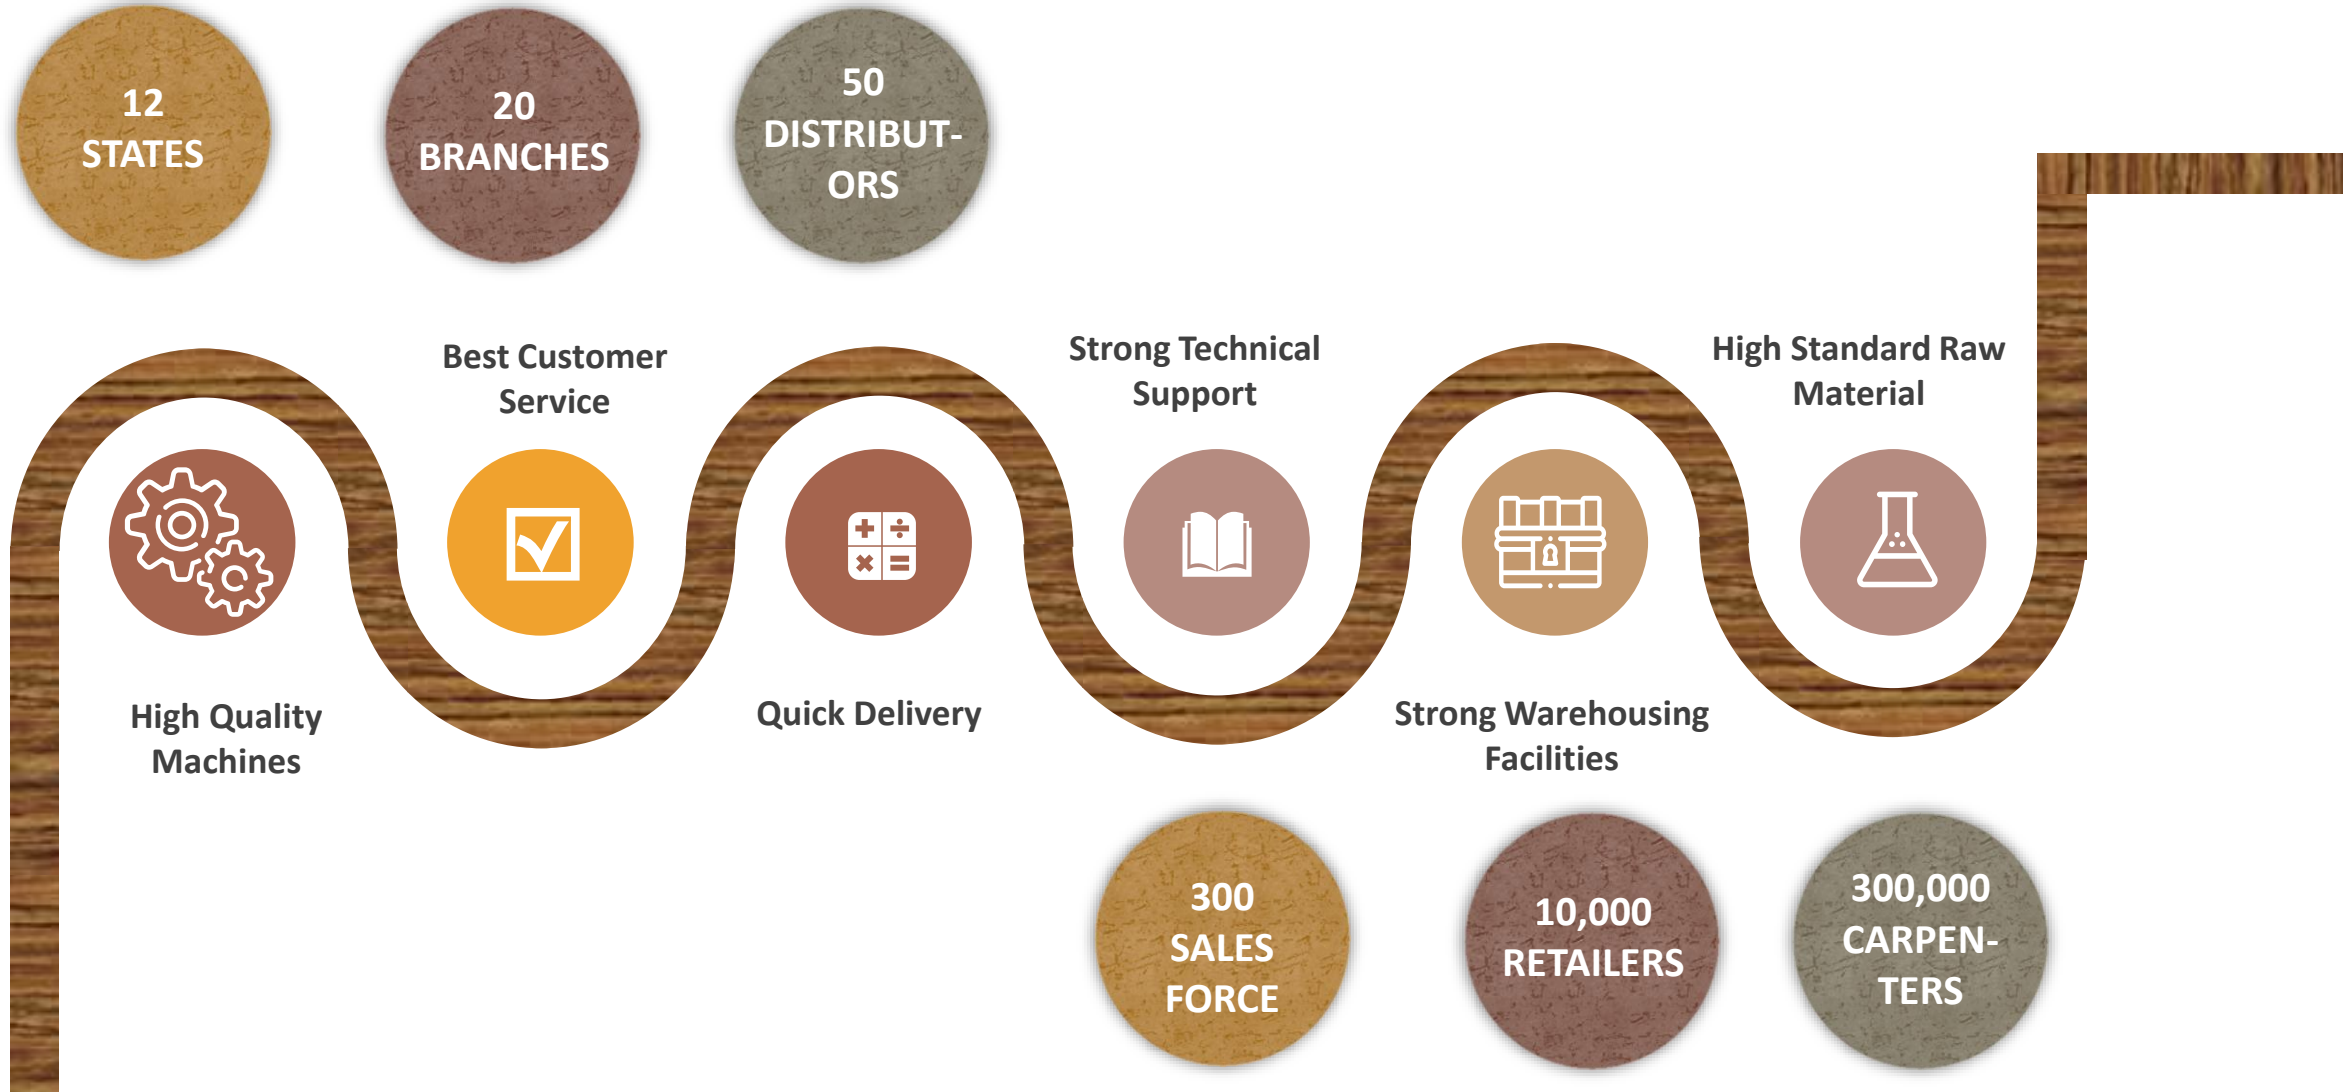 12
STATES
20
BRANCHES
50
DISTRIBUT-
ORS
Best Customer
Service
Strong Technical
Support
High Standard Raw
Material
High Quality
Machines
Quick Delivery
Strong Warehousing
Facilities
300
SALES
FORCE
10,000
RETAILERS
300,000
CARPEN-
TERS